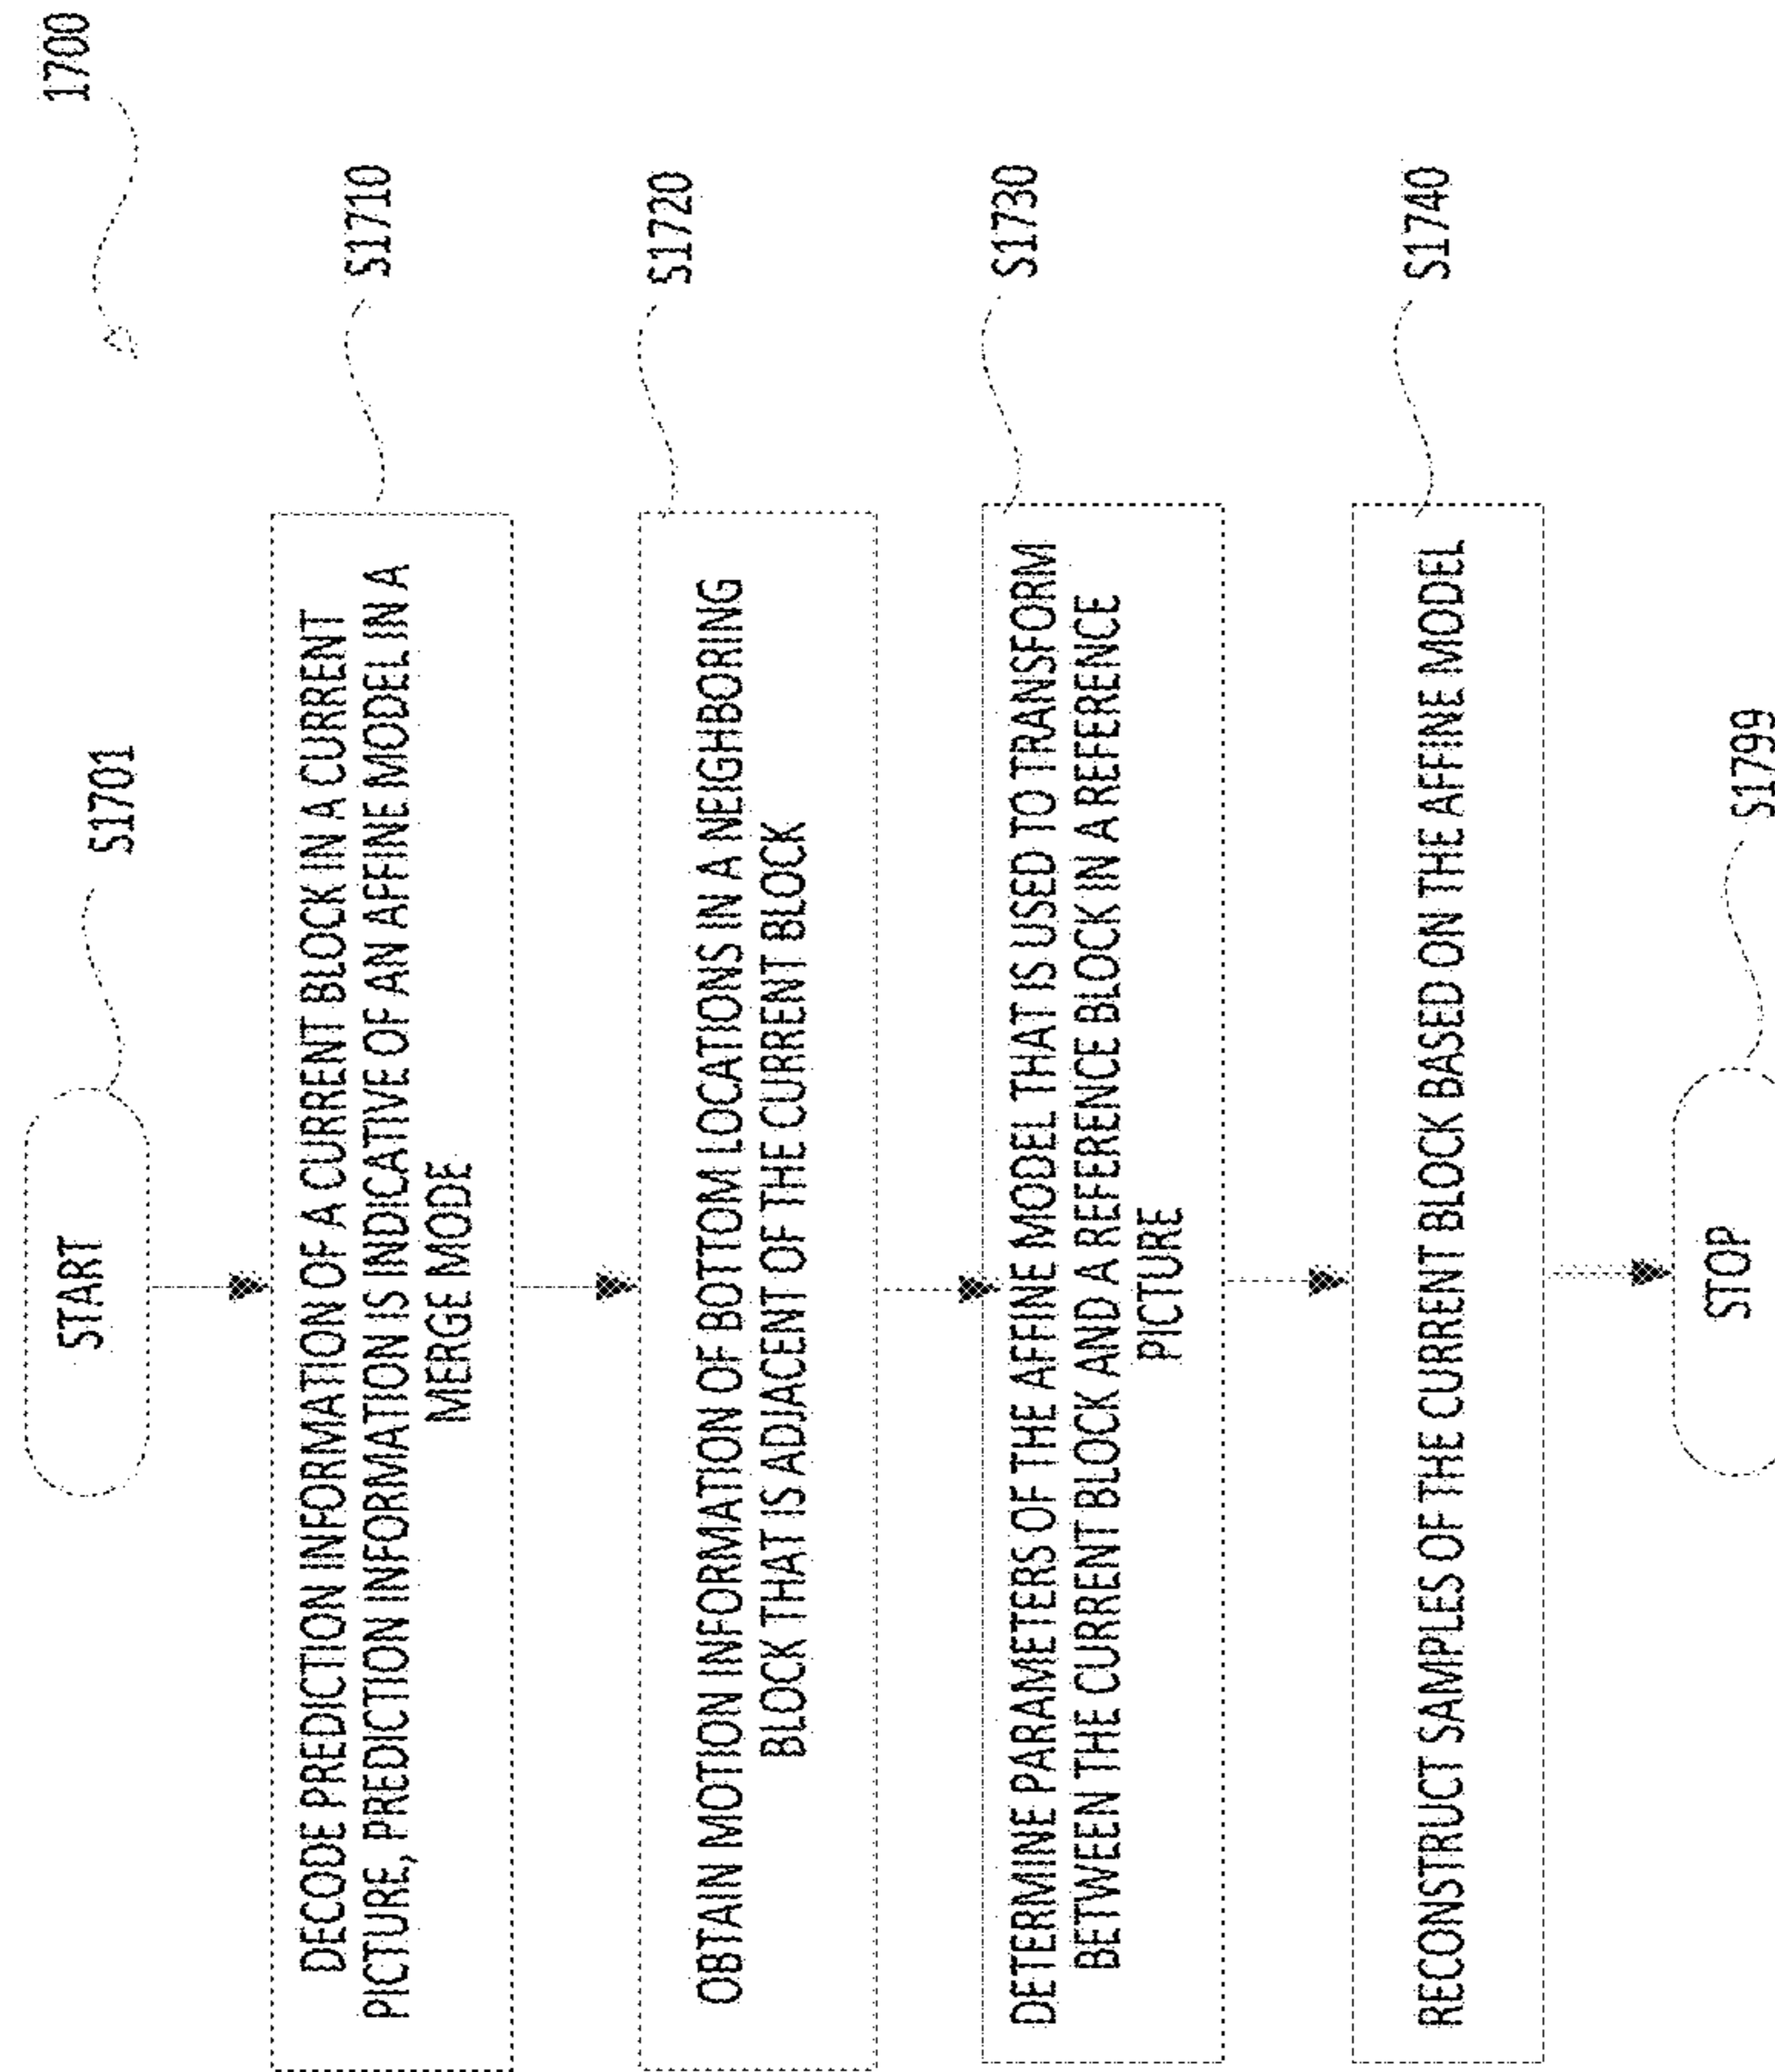 1700
START
S1701
DECODE PREDICTION INFORMATION OF A CURRENT BLOCK IN A CURRENT
PICTURE, PREDICTION INFORMATION IS INDICATIVE OF AN AFFINE MODEL IN A
MERGE MODE
S1710
OBTAIN MOTION INFORMATION OF BOTTOM LOCATIONS IN A NEIGHBORING
BLOCK THAT IS ADJACENT OF THE CURRENT BLOCK
S1720
DETERMINE PARAMETERS OF THE AFFINE MODEL THAT IS USED TO TRANSFORM
BETWEEN THE CURRENT BLOCK AND A REFERENCE BLOCK IN A REFERENCE
PICTURE
S1730
RECONSTRUCT SAMPLES OF THE CURRENT BLOCK BASED ON THE AFFINE MODEL
S1740
STOP
S1799